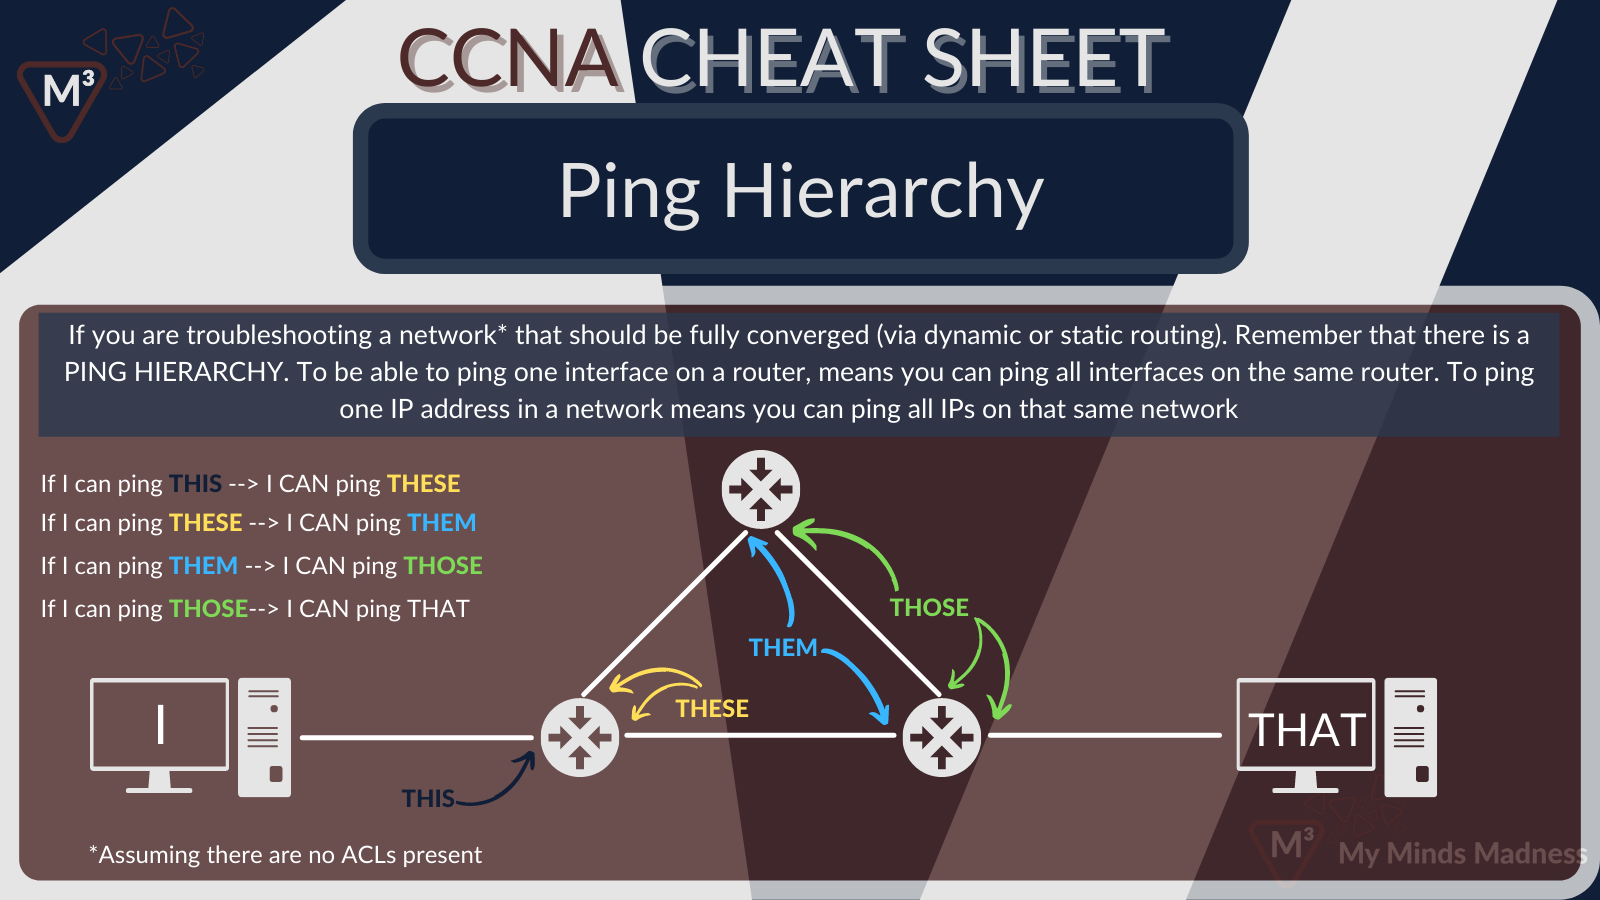 M³
CCNA CHEAT SHEET
Ping Hierarchy
If you are troubleshooting a network* that should be fully converged (via dynamic or static routing). Remember that there is a
PING HIERARCHY. To be able to ping one interface on a router, means you can ping all interfaces on the same router. To ping
one IP address in a network means you can ping all IPs on that same network
If I can ping THIS --> I CAN ping THESE
If I can ping THESE --> I CAN ping THEM
If I can ping THEM --> I CAN ping THOSE
If I can ping THOSE--> I CAN ping THAT
THOSE
THEM
THESE
I
THAT
THIS
*Assuming there are no ACLs present
M³ My Minds Madness